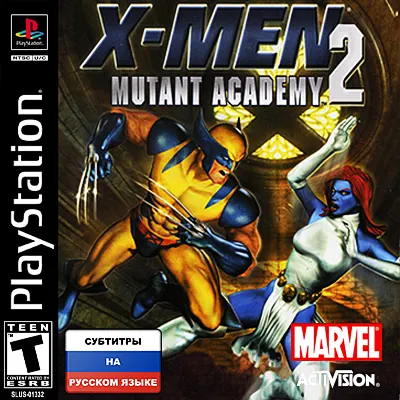 PlayStation
NTSC U/C
PlayStation
X-MEN
MUTANT ACADEMY 2
TEEN
T
CONTENT RATED BY
ESRB
SLUS-01332
СУБТИТРЫ
НА
РУССКОМ ЯЗЫКЕ
MARVEL
ACTIVISION.